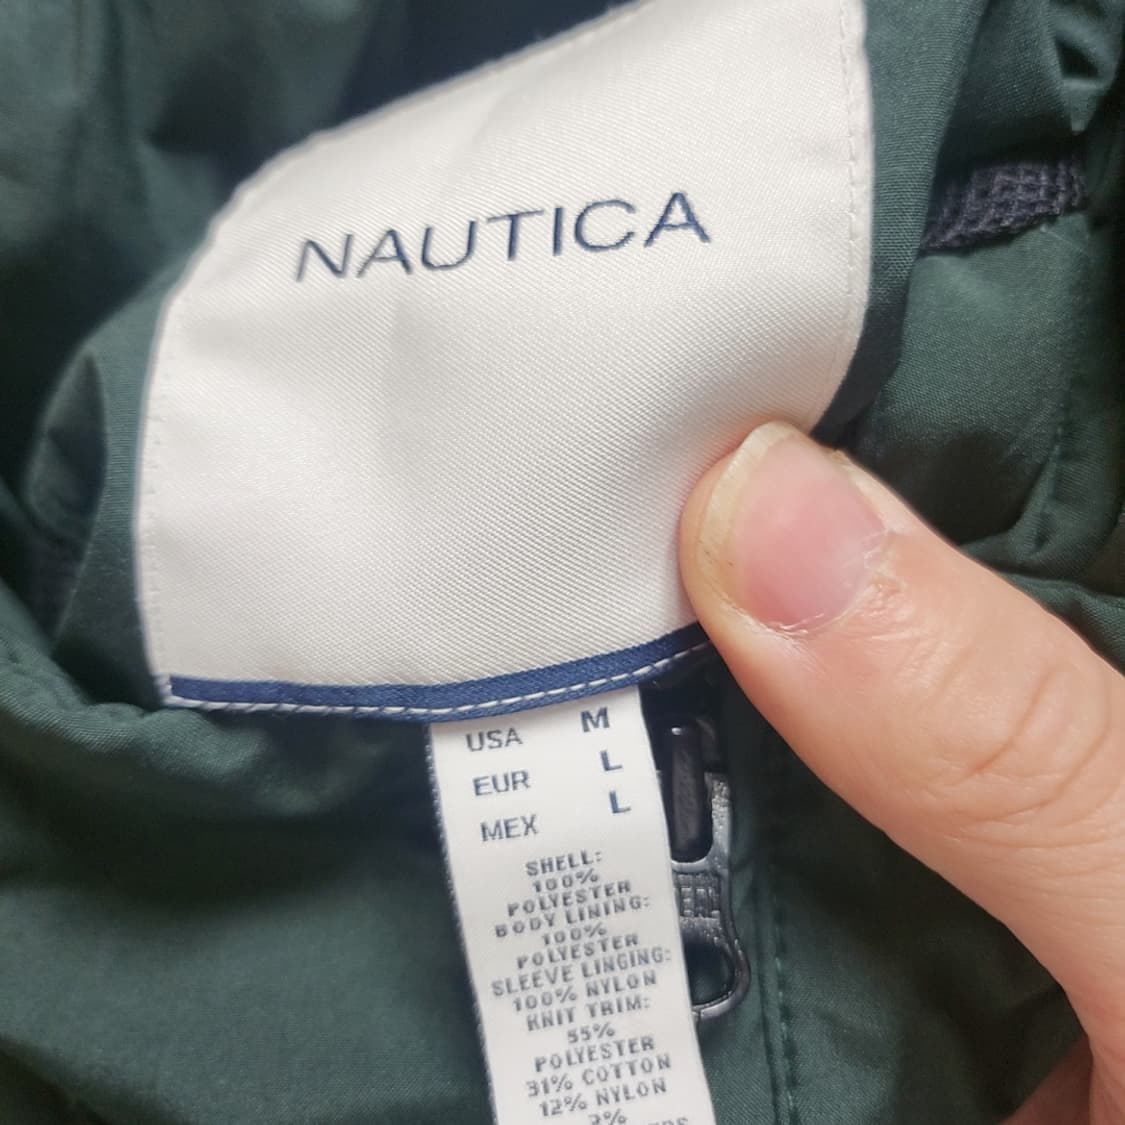 NAUTICA
USA M
EUR L
MEX L
SHELL:
100%
POLYESTER
BODY LINING:
100%
POLYESTER
SLEEVE LINGING:
100% NYLON
KNIT TRIM:
55%
POLYESTER
31% COTTON
12% NYLON
2%